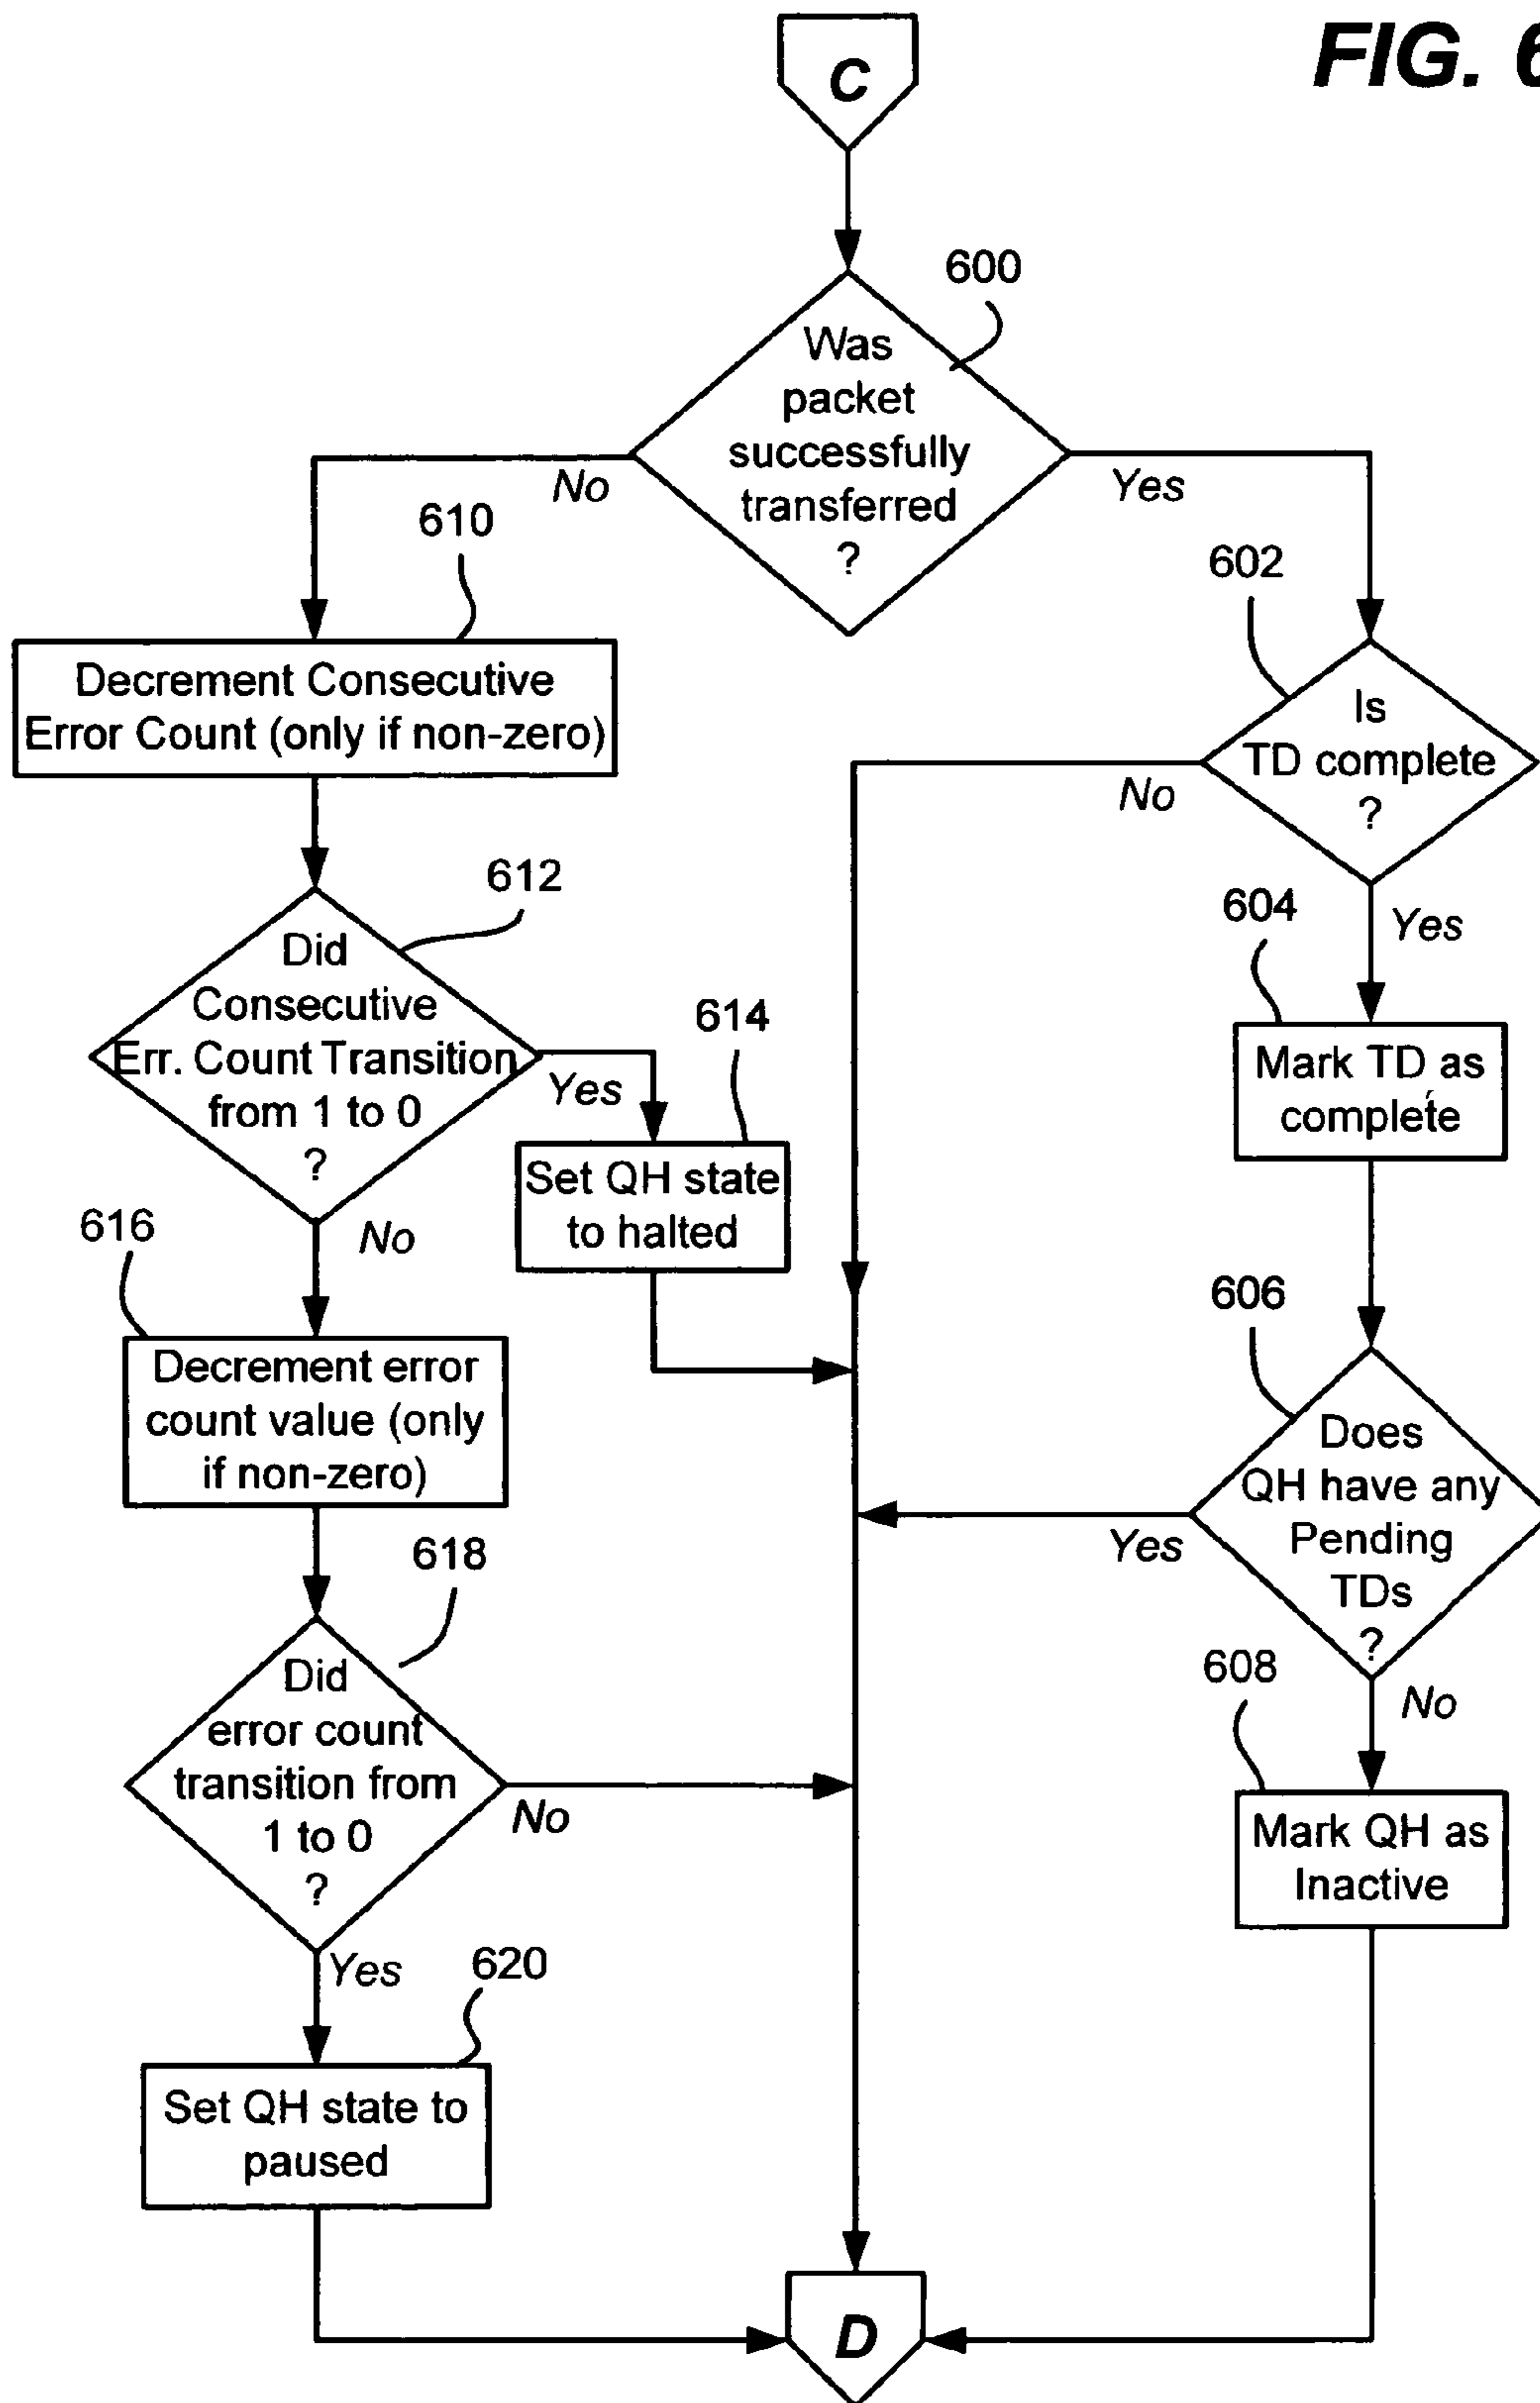 FIG. 6
C
600
Was
packet
successfully
transferred
?
No
Yes
610
602
Decrement Consecutive
Error Count (only if non-zero)
Is
TD complete
?
No
Yes
612
604
Did
Consecutive
Err. Count Transition
from 1 to 0
?
Yes
No
614
Mark TD as
complete
Set QH state
to halted
616
606
Decrement error
count value (only
if non-zero)
Does
QH have any
Pending
TDs
?
Yes
No
618
608
Did
error count
transition from
1 to 0
?
No
Yes
Mark QH as
Inactive
620
Set QH state to
paused
D